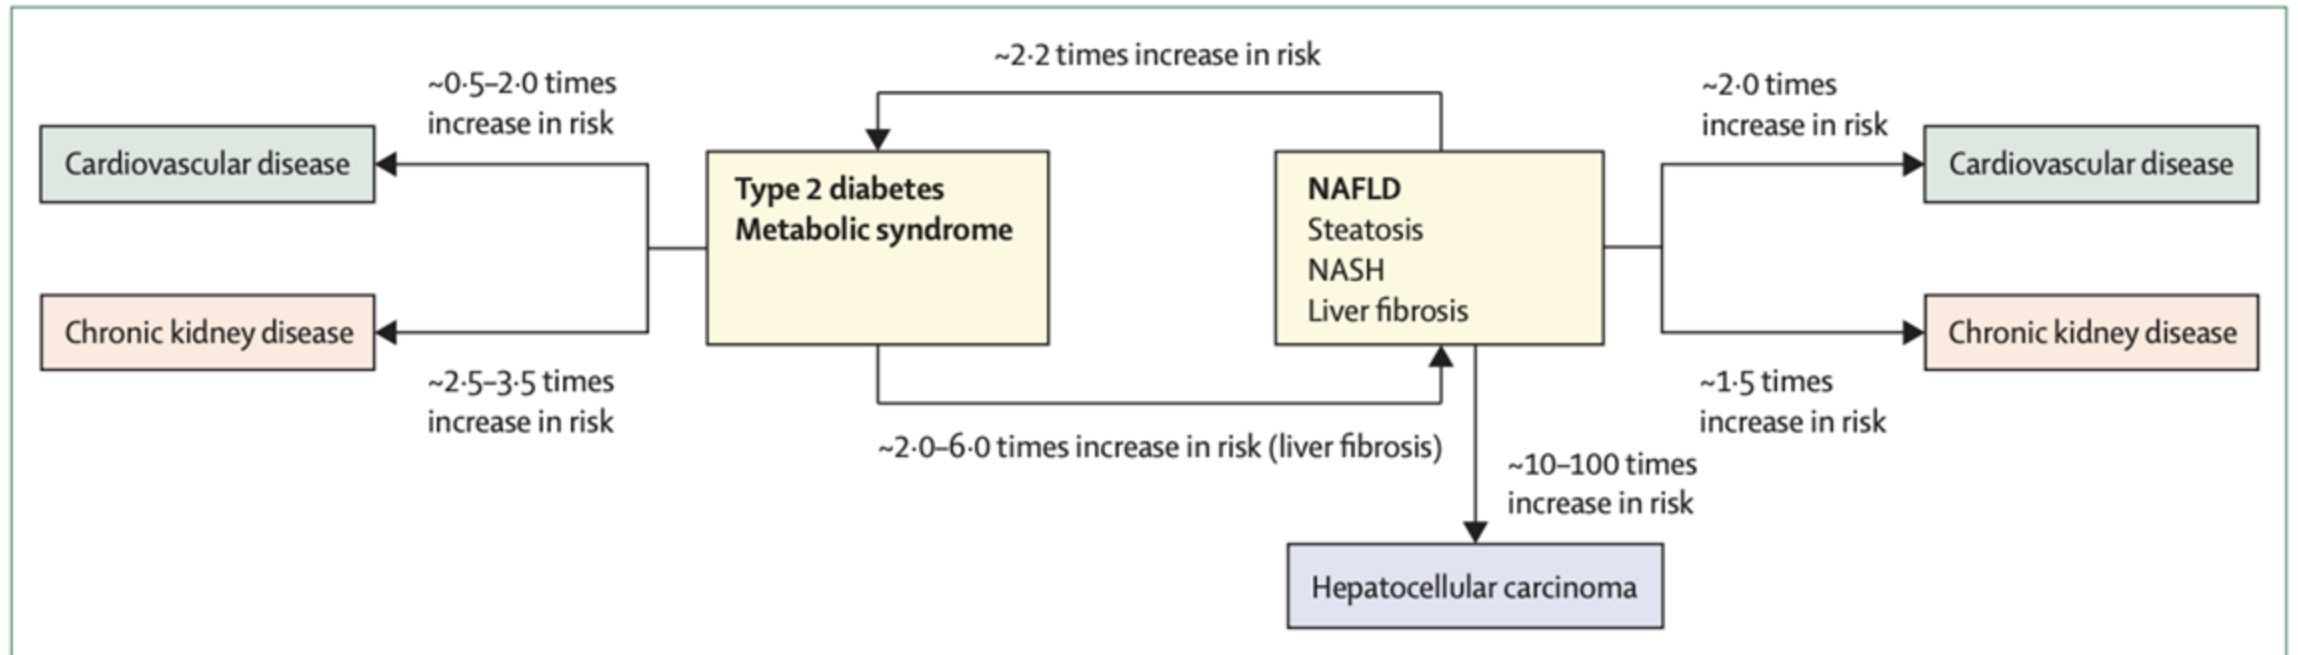 ~2·2 times increase in risk
~0·5–2·0 times
increase in risk
~2·0 times
increase in risk
Cardiovascular disease
Type 2 diabetes
Metabolic syndrome
NAFLD
Steatosis
NASH
Liver fibrosis
Cardiovascular disease
Chronic kidney disease
Chronic kidney disease
~2·5–3·5 times
increase in risk
~2·0–6·0 times increase in risk (liver fibrosis)
~1·5 times
increase in risk
~10–100 times
increase in risk
Hepatocellular carcinoma